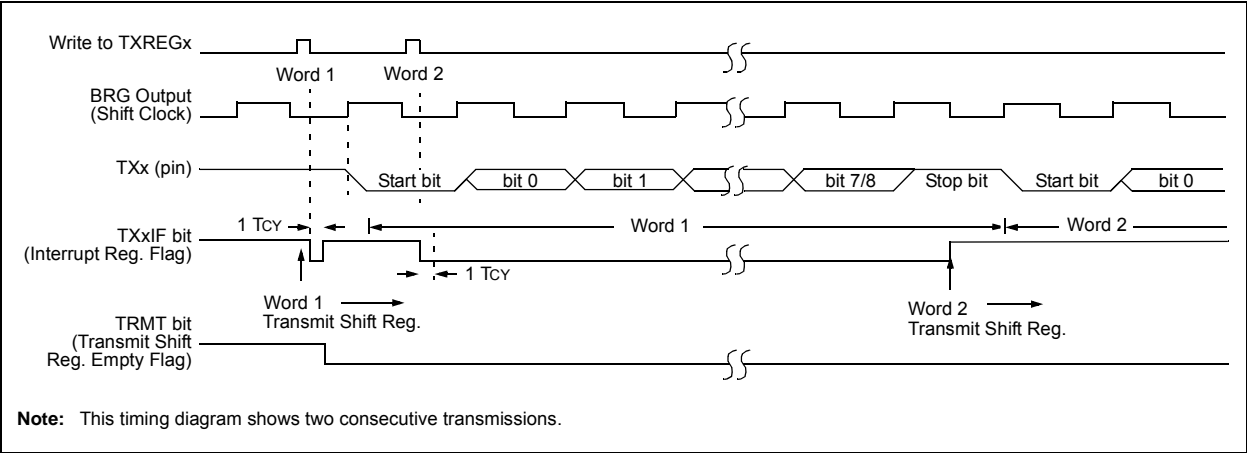 Write to TXREGx
Word 1
Word 2
BRG Output
(Shift Clock)
TXx (pin)
Start bit
bit 0
bit 1
bit 7/8
Stop bit
Start bit
bit 0
1 TCY
Word 1
Word 2
TXxIF bit
(Interrupt Reg. Flag)
1 TCY
Word 1
Transmit Shift Reg.
Word 2
Transmit Shift Reg.
TRMT bit
(Transmit Shift
Reg. Empty Flag)
Note: This timing diagram shows two consecutive transmissions.